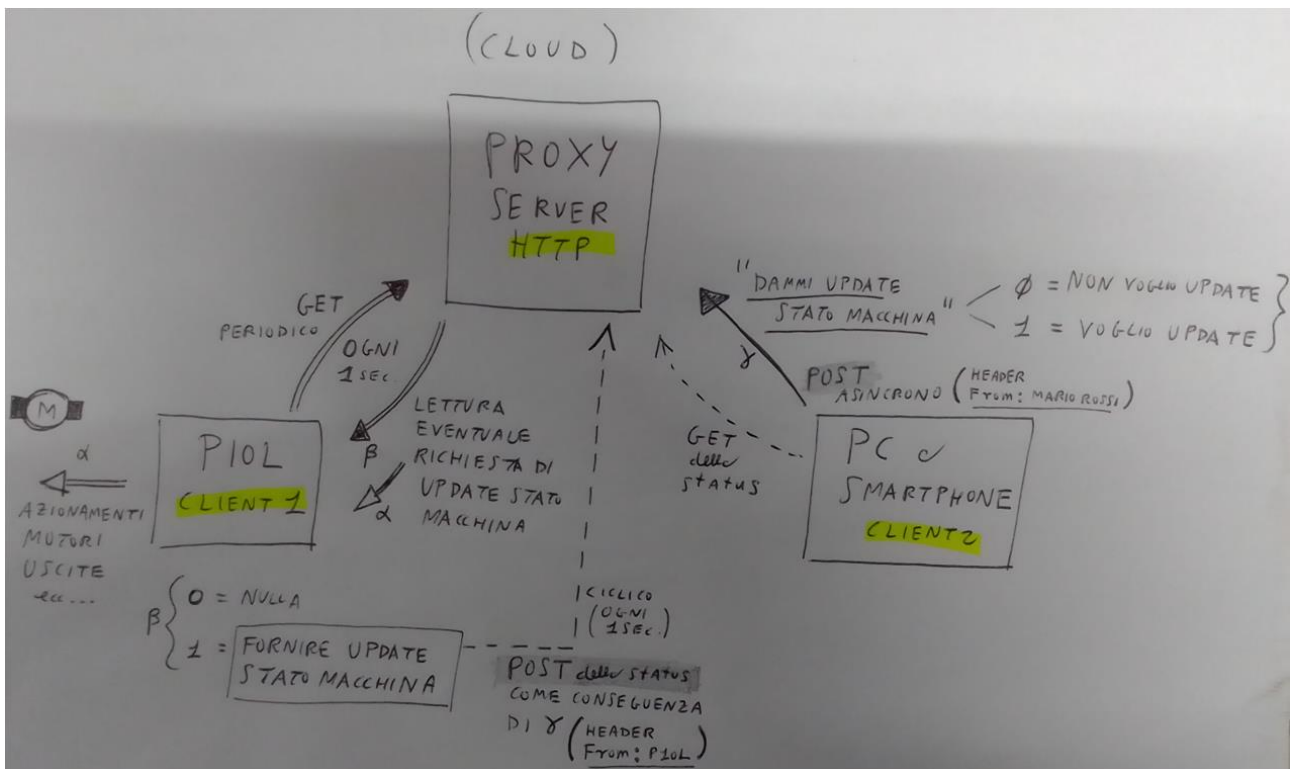 (CLOUD)
PROXY
SERVER
HTTP
GET
PERIODICO
OGNI
1 SEC.
"DAMMI UPDATE
STATO MACCHINA"
Ø = NON VOGLIO UPDATE
1 = VOGLIO UPDATE
γ
POST
ASINCRONO
(HEADER
From: MARIO ROSSI)
M
α
AZIONAMENTI
MOTORI
USCITE
ecc...
P10L
CLIENT 1
β
α
LETTURA
EVENTUALE
RICHIESTA DI
UPDATE STATO
MACCHINA
GET
dello
status
PC o
SMARTPHONE
CLIENT 2
β
0 = NULLA
1 = FORNIRE UPDATE
STATO MACCHINA
CICLICO
(OGNI
1 SEC.)
POST dello status
COME CONSEGUENZA
DI γ
(HEADER
From: P10L)